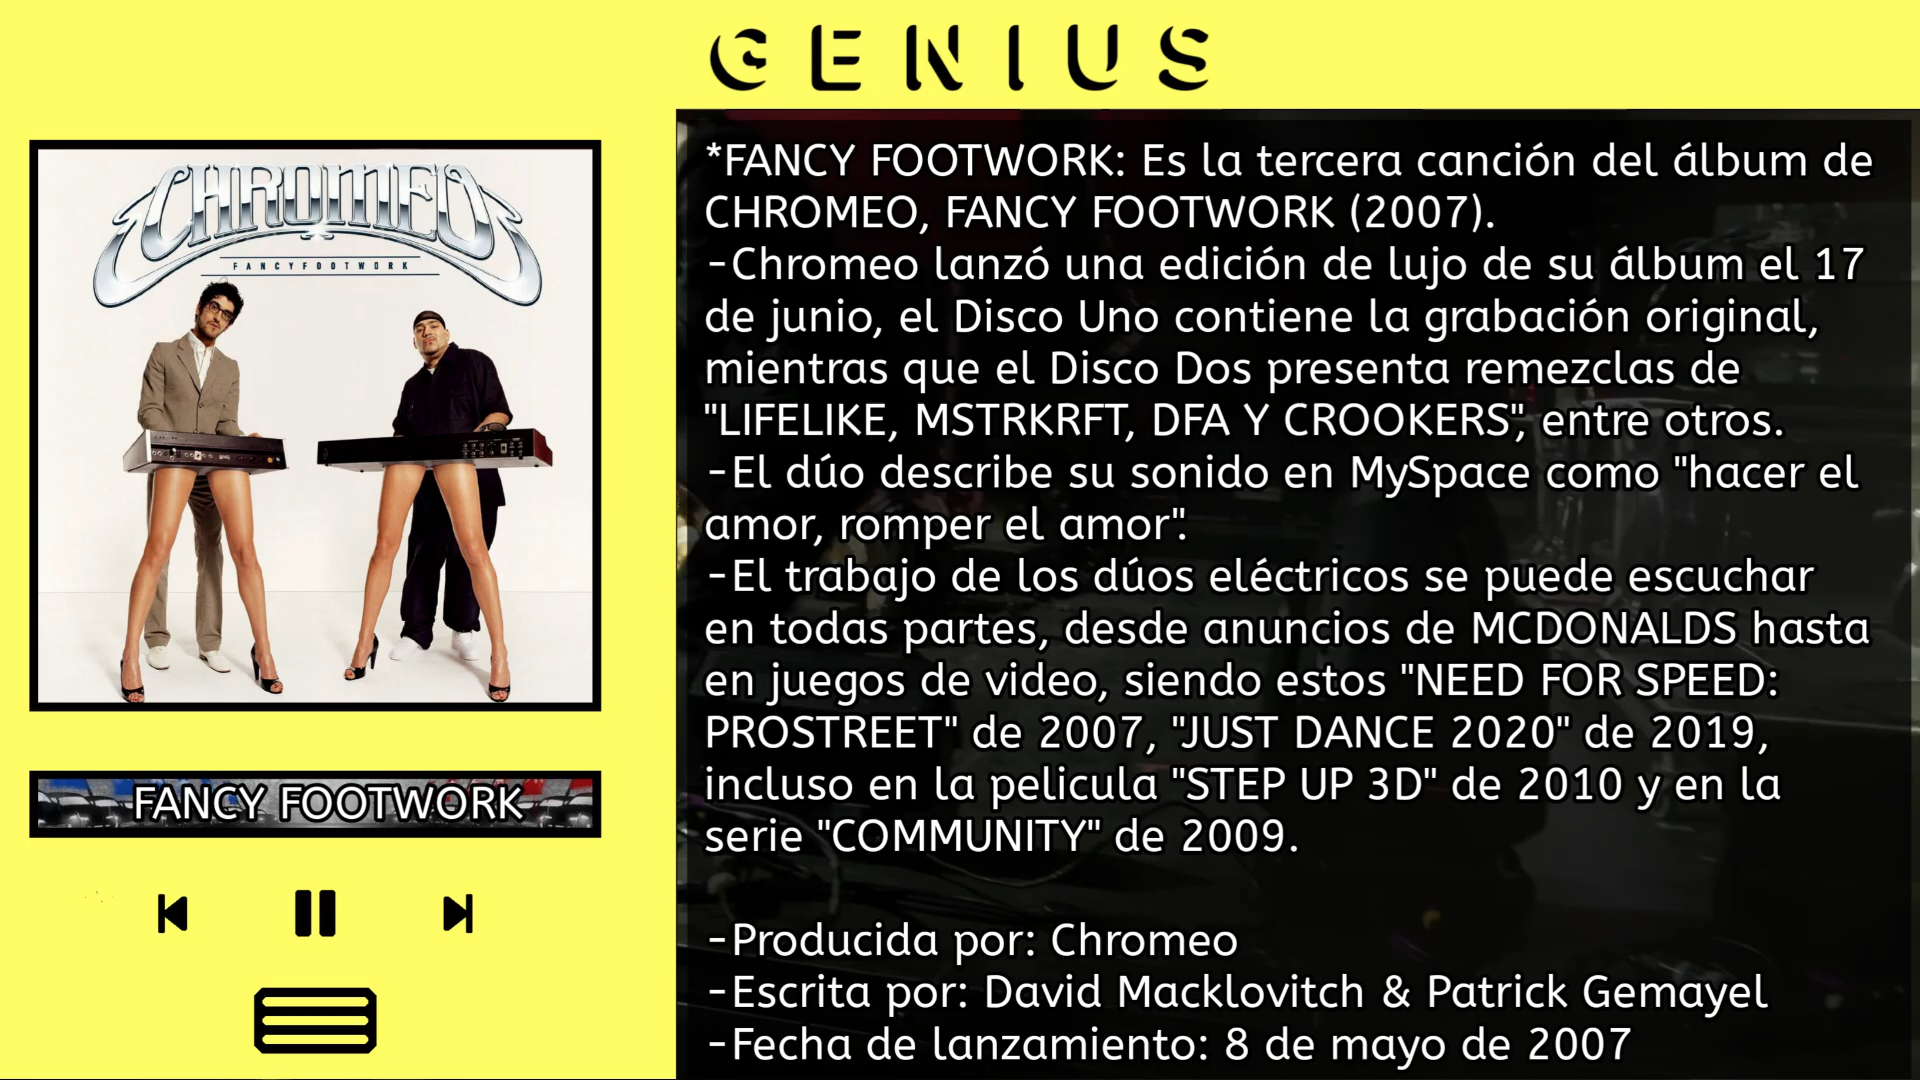 GENIUS
CHROMEO
FANCYFOOTWORK
FANCY FOOTWORK
*FANCY FOOTWORK: Es la tercera canción del álbum de
CHROMEO, FANCY FOOTWORK (2007).
-Chromeo lanzó una edición de lujo de su álbum el 17
de junio, el Disco Uno contiene la grabación original,
mientras que el Disco Dos presenta remezclas de
"LIFELIKE, MSTRKRFT, DFA Y CROOKERS", entre otros.
-El dúo describe su sonido en MySpace como "hacer el
amor, romper el amor".
-El trabajo de los dúos eléctricos se puede escuchar
en todas partes, desde anuncios de MCDONALDS hasta
en juegos de video, siendo estos "NEED FOR SPEED:
PROSTREET" de 2007, "JUST DANCE 2020" de 2019,
incluso en la pelicula "STEP UP 3D" de 2010 y en la
serie "COMMUNITY" de 2009.
-Producida por: Chromeo
-Escrita por: David Macklovitch & Patrick Gemayel
-Fecha de lanzamiento: 8 de mayo de 2007